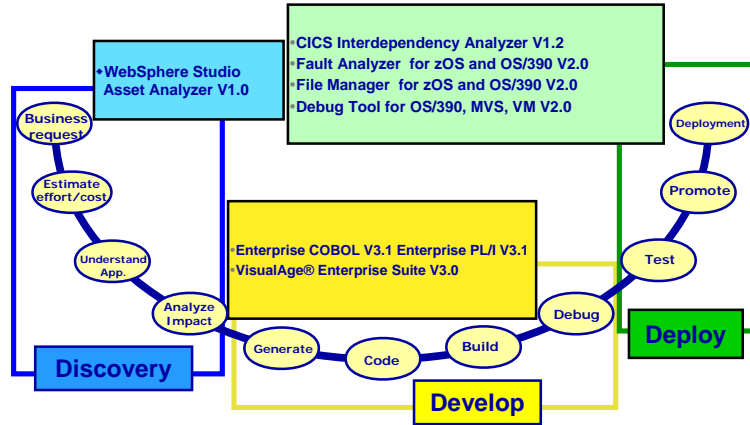 CICS Interdependency Analyzer V1.2
Fault Analyzer for zOS and OS/390 V2.0
File Manager for zOS and OS/390 V2.0
Debug Tool for OS/390, MVS, VM V2.0
WebSphere Studio
Asset Analyzer V1.0
Business
request
Estimate
effort/cost
Understand
App.
Analyze
Impact
Enterprise COBOL V3.1 Enterprise PL/I V3.1
VisualAge® Enterprise Suite V3.0
Generate
Code
Build
Debug
Test
Promote
Deployment
Discovery
Develop
Deploy